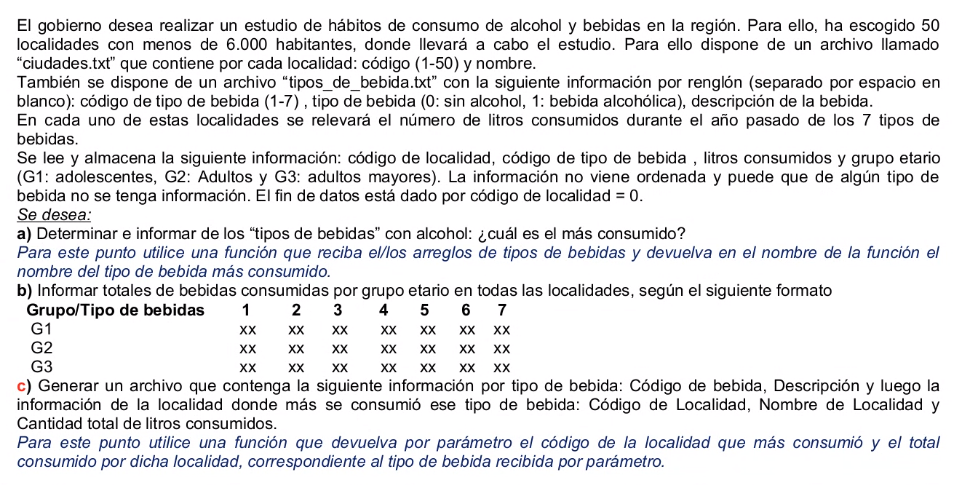 El gobierno desea realizar un estudio de hábitos de consumo de alcohol y bebidas en la región. Para ello, ha escogido 50
localidades con menos de 6.000 habitantes, donde llevará a cabo el estudio. Para ello dispone de un archivo llamado
“ciudades.txt” que contiene por cada localidad: código (1-50) y nombre.
También se dispone de un archivo “tipos_de_bebida.txt” con la siguiente información por renglón (separado por espacio en
blanco): código de tipo de bebida (1-7) , tipo de bebida (0: sin alcohol, 1: bebida alcohólica), descripción de la bebida.
En cada uno de estas localidades se relevará el número de litros consumidos durante el año pasado de los 7 tipos de
bebidas.
Se lee y almacena la siguiente información: código de localidad, código de tipo de bebida , litros consumidos y grupo etario
(G1: adolescentes, G2: Adultos y G3: adultos mayores). La información no viene ordenada y puede que de algún tipo de
bebida no se tenga información. El fin de datos está dado por código de localidad = 0.
Se desea:
a) Determinar e informar de los “tipos de bebidas” con alcohol: ¿cuál es el más consumido?
Para este punto utilice una función que reciba el/los arreglos de tipos de bebidas y devuelva en el nombre de la función el
nombre del tipo de bebida más consumido.
b) Informar totales de bebidas consumidas por grupo etario en todas las localidades, según el siguiente formato
Grupo/Tipo de bebidas 1 2 3 4 5 6 7
G1 xx xx xx xx xx xx xx
G2 xx xx xx xx xx xx xx
G3 xx xx xx xx xx xx xx
c) Generar un archivo que contenga la siguiente información por tipo de bebida: Código de bebida, Descripción y luego la
información de la localidad donde más se consumió ese tipo de bebida: Código de Localidad, Nombre de Localidad y
Cantidad total de litros consumidos.
Para este punto utilice una función que devuelva por parámetro el código de la localidad que más consumió y el total
consumido por dicha localidad, correspondiente al tipo de bebida recibida por parámetro.